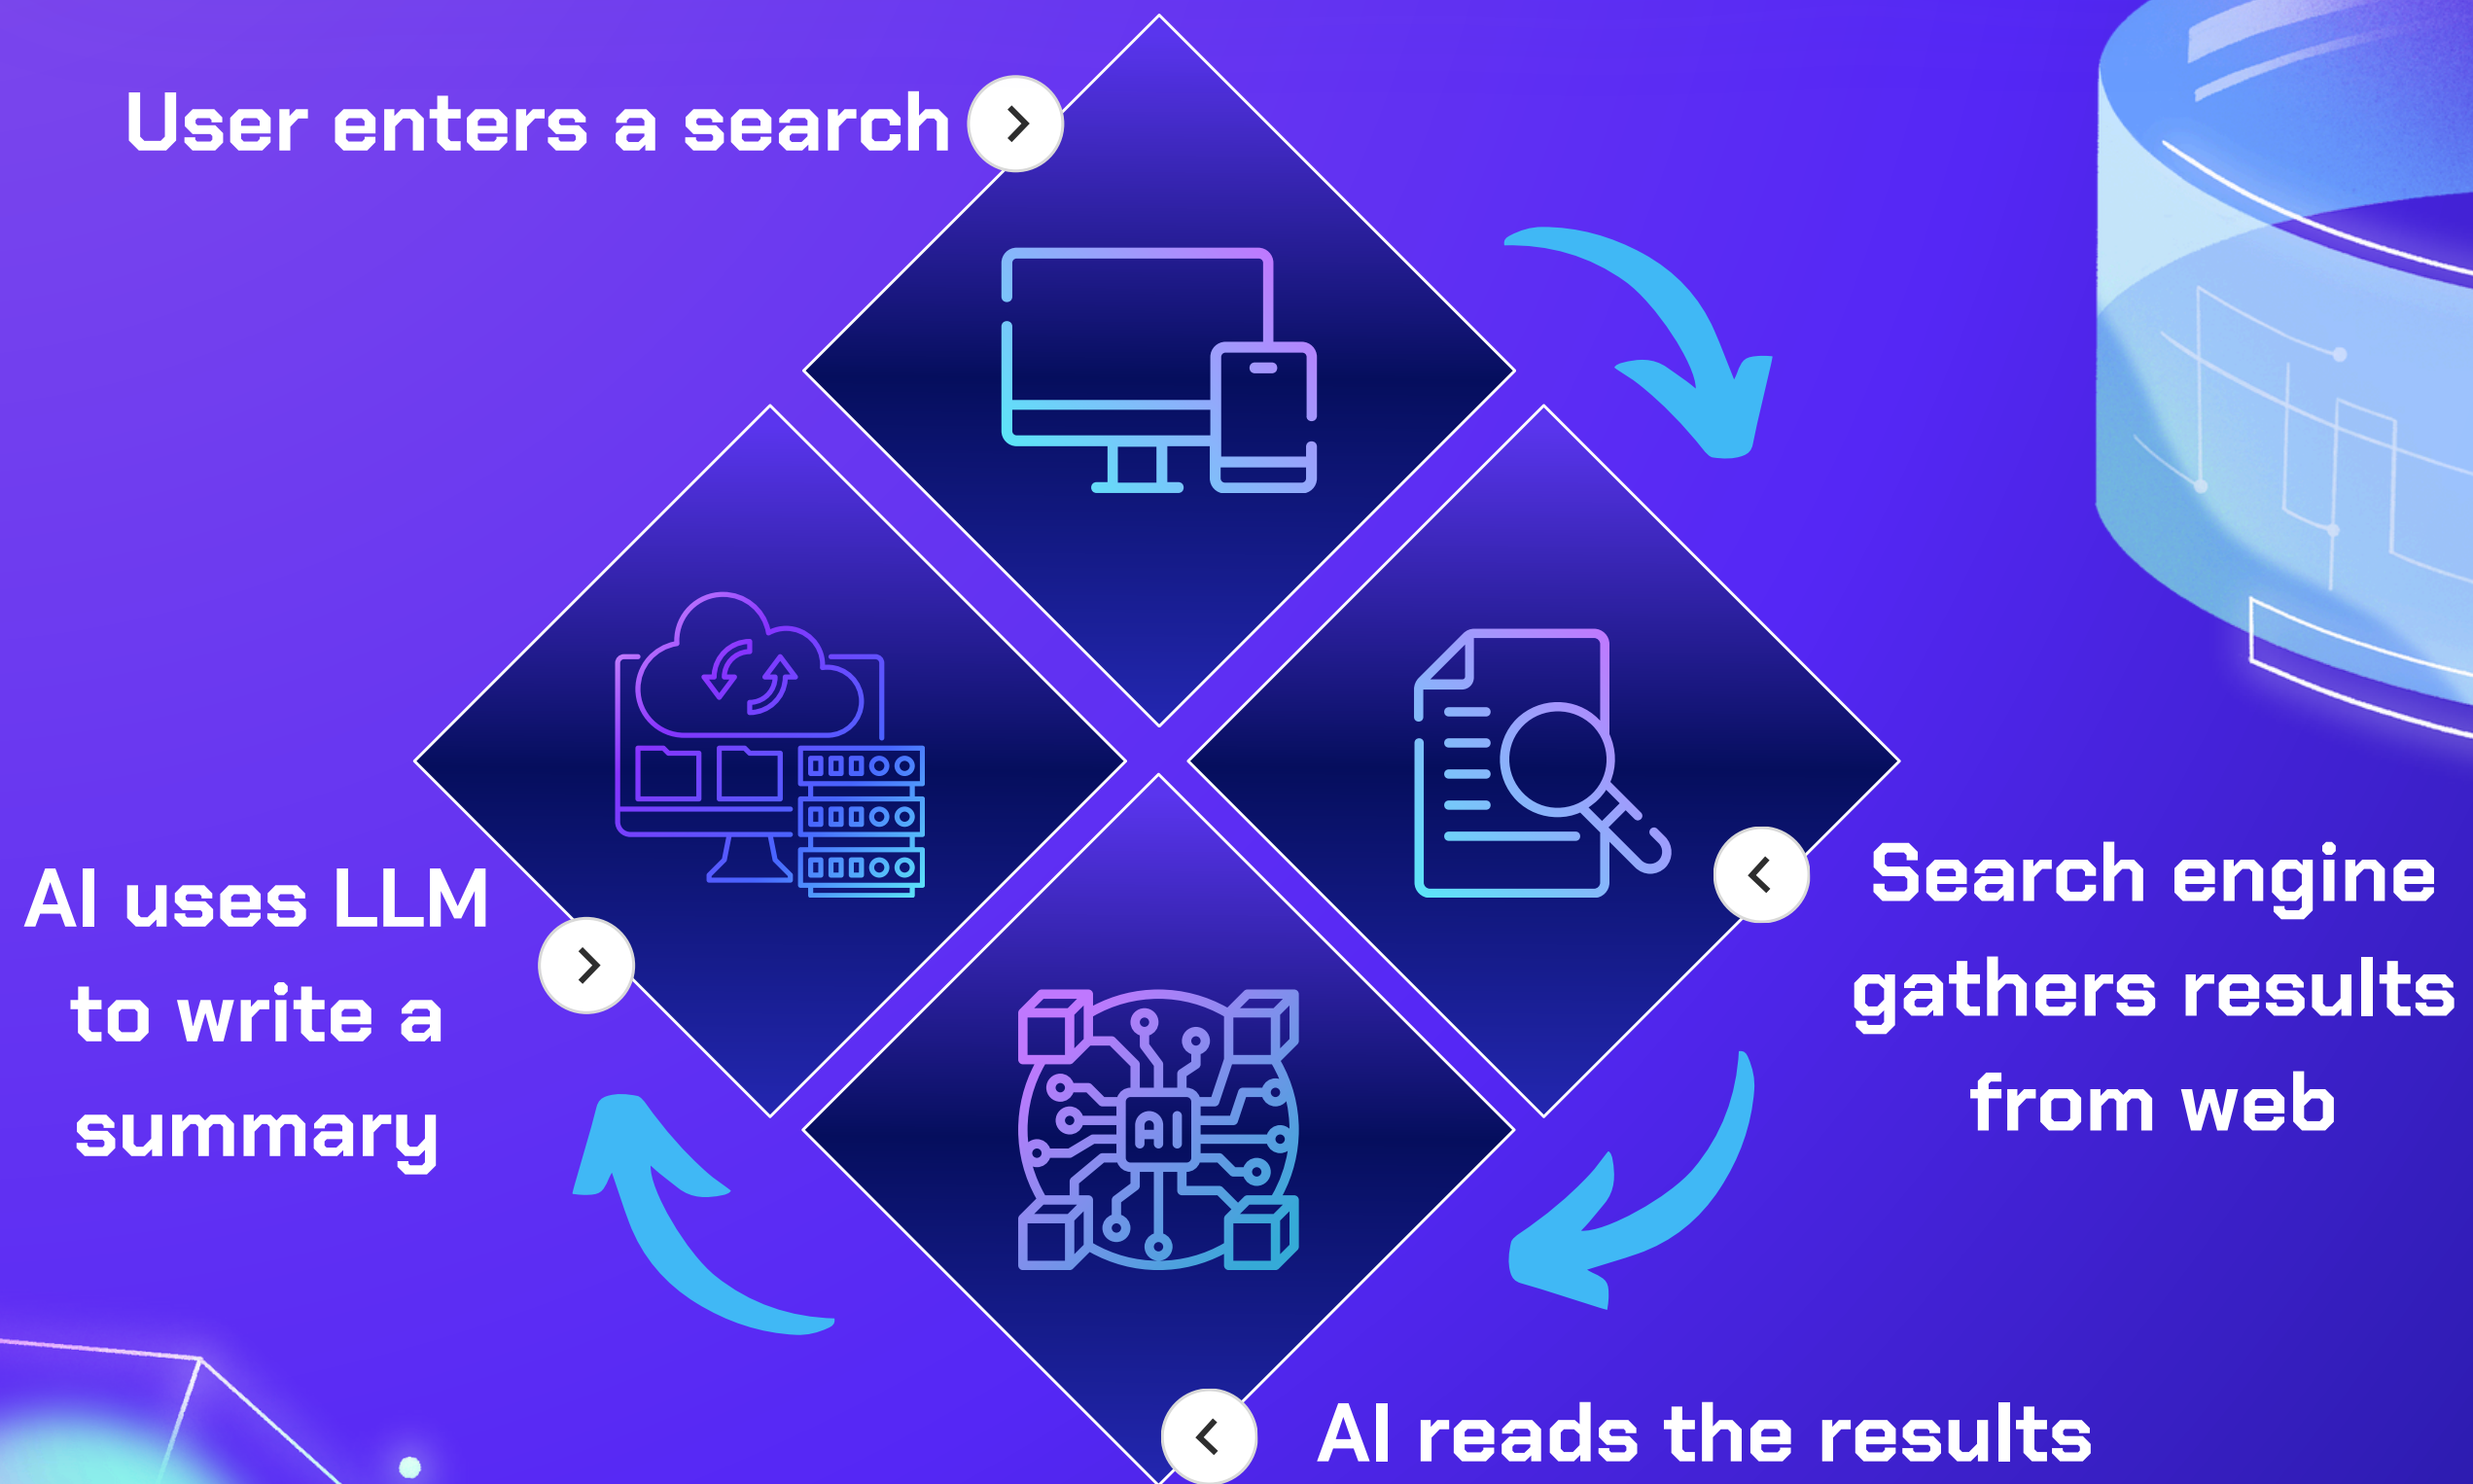 User enters a search
Search engine
gathers results
from web
AI reads the results
AI uses LLM
to write a
summary
AI